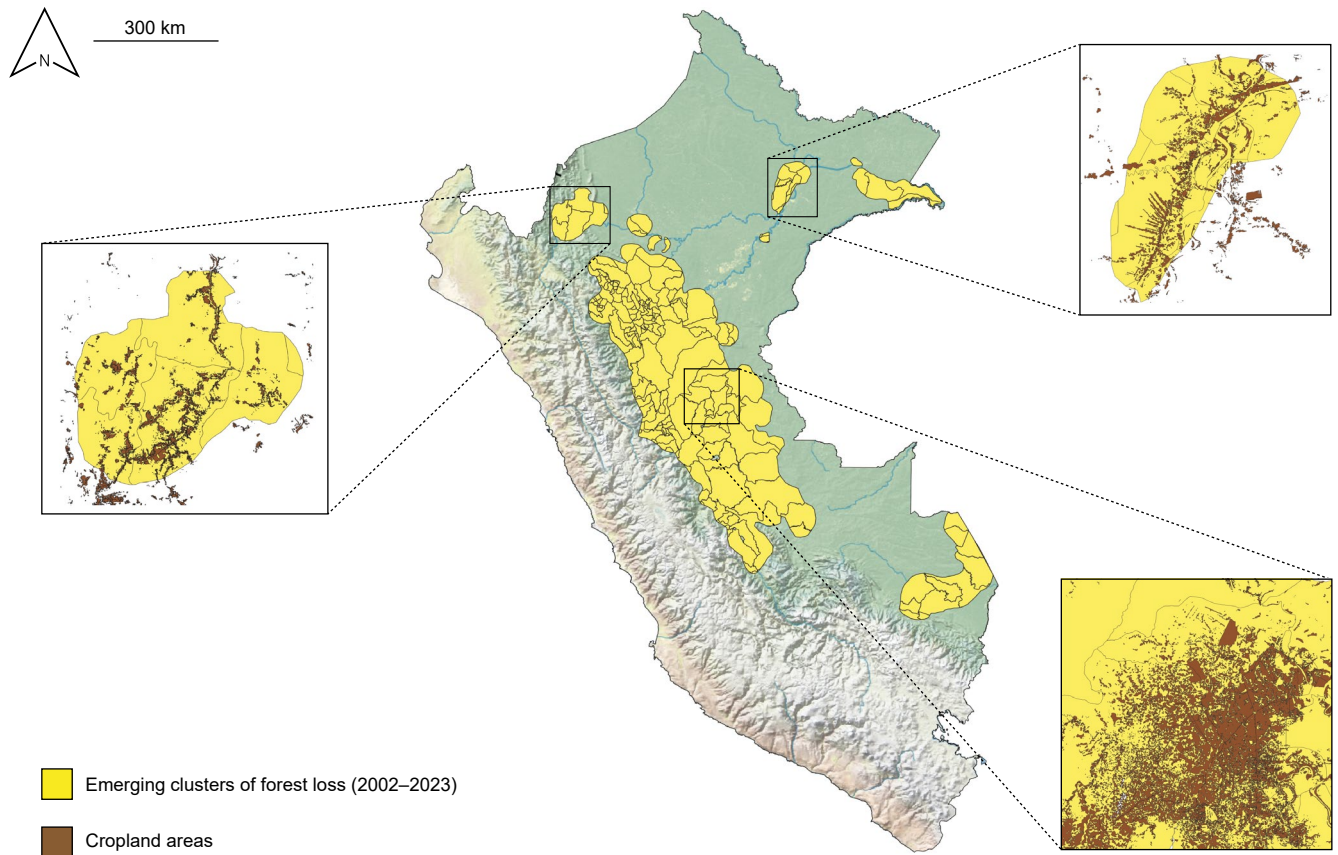 300 km
N
Emerging clusters of forest loss (2002–2023)
Cropland areas